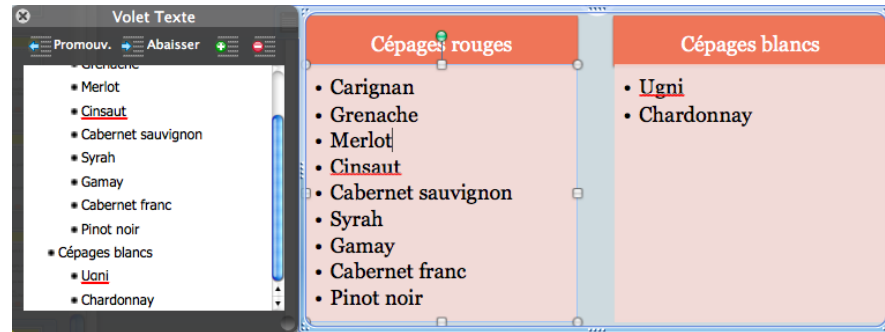 Volet Texte
Promouv. Abaisser
Grenache
Merlot
Cinsaut
Cabernet sauvignon
Syrah
Gamay
Cabernet franc
Pinot noir
Cépages blancs
Ugni
Chardonnay
Cépages rouges
• Carignan
• Grenache
• Merlot
• Cinsaut
• Cabernet sauvignon
• Syrah
• Gamay
• Cabernet franc
• Pinot noir
Cépages blancs
• Ugni
• Chardonnay